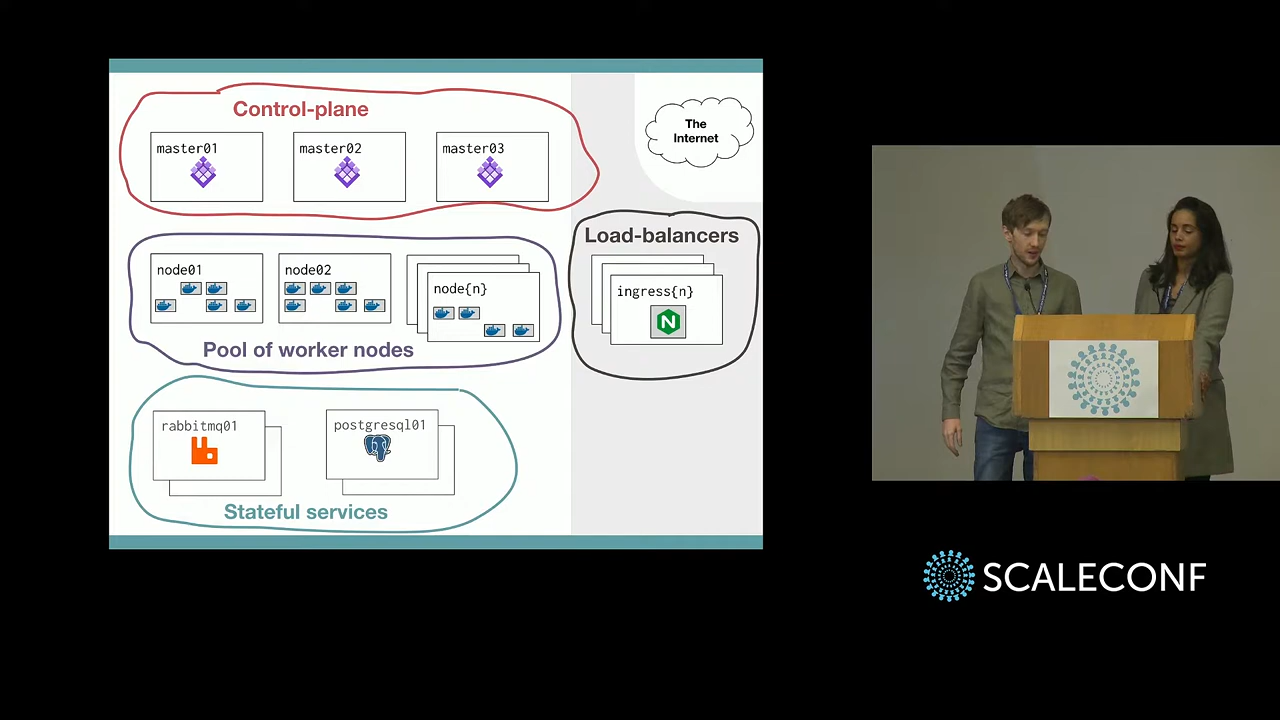 Control-plane
master01
master02
master03
The
Internet
node01
node02
node{n}
Pool of worker nodes
Load-balancers
ingress{n}
N
rabbitmq01
postgresql01
Stateful services
SCALECONF